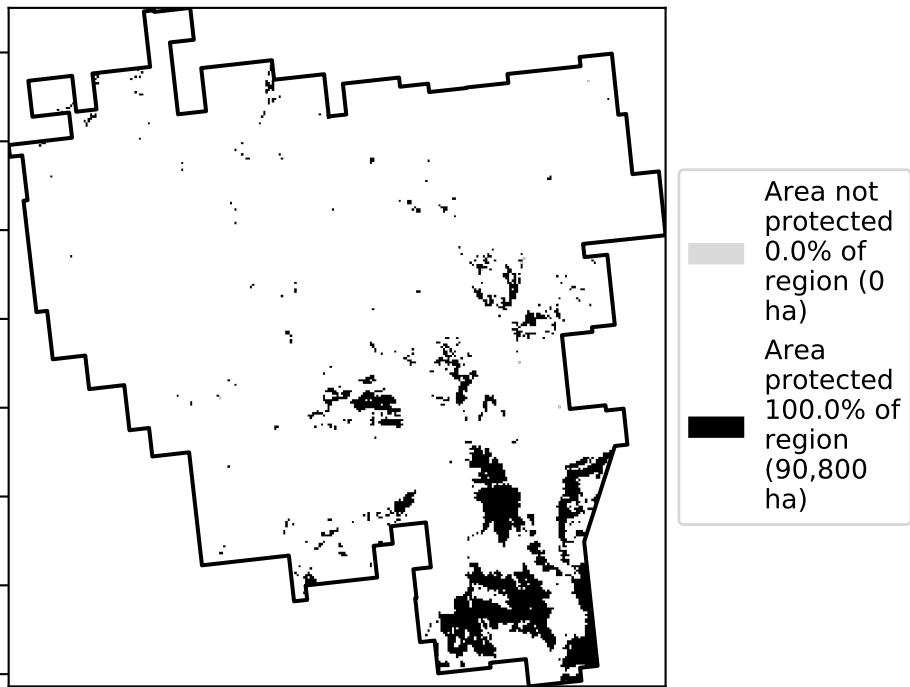 Area not
protected
0.0% of
region (0
ha)
Area
protected
100.0% of
region
(90,800
ha)